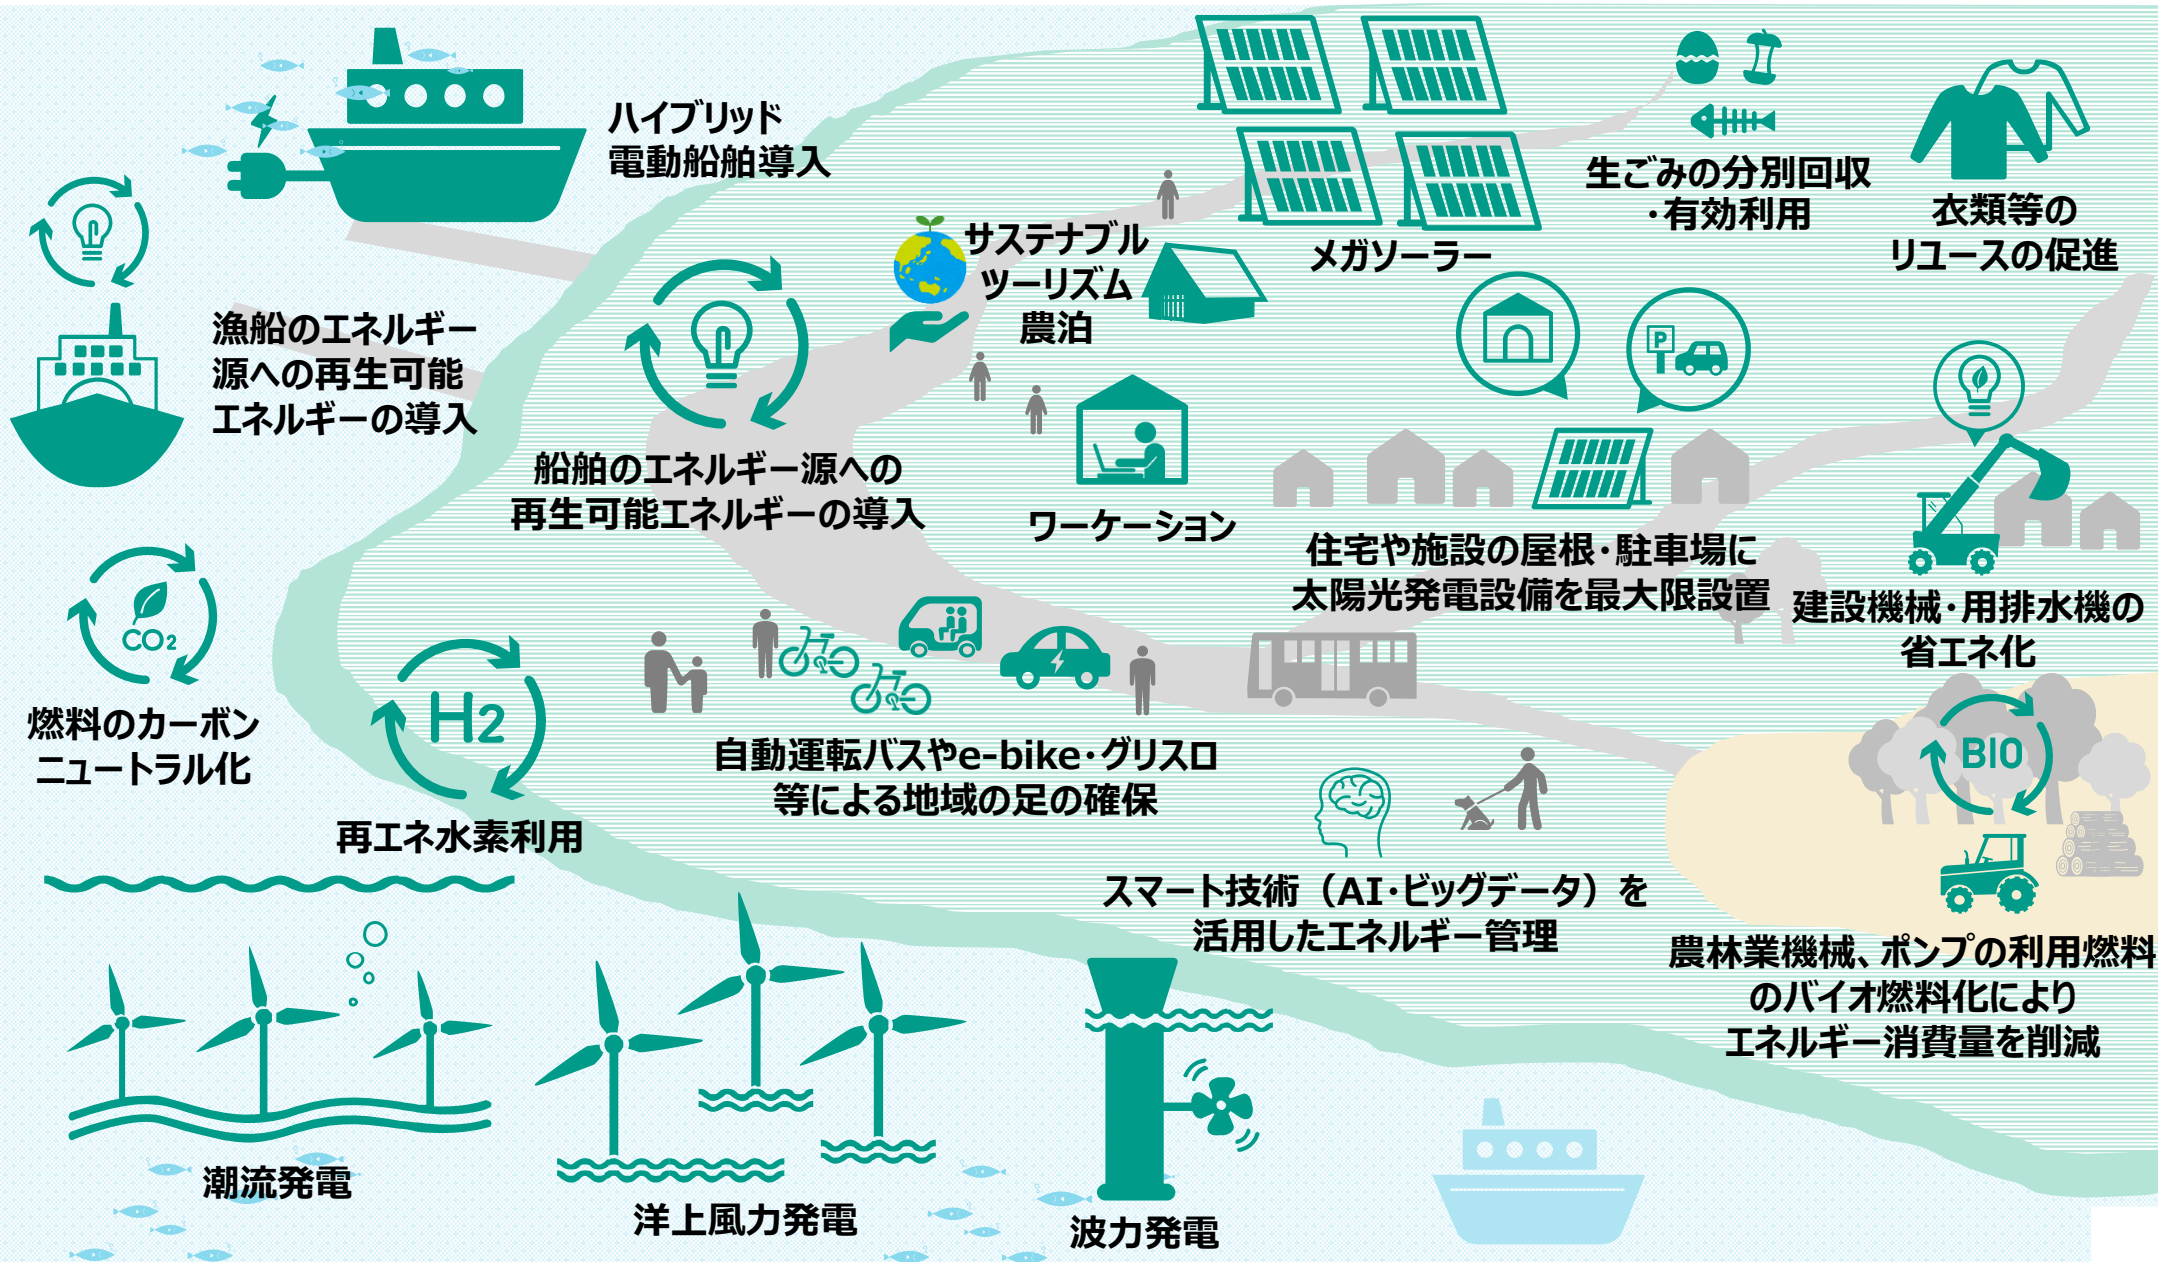 ハイブリッド
電動船舶導入
生ごみの分別回収
・有効利用
衣類等の
リユースの促進
メガソーラー
サステナブル
ツーリズム
農泊
漁船のエネルギー
源への再生可能
エネルギーの導入
P
船舶のエネルギー源への
再生可能エネルギーの導入
ワーケーション
住宅や施設の屋根・駐車場に
太陽光発電設備を最大限設置
建設機械・用排水機の
省エネ化
CO2
燃料のカーボン
ニュートラル化
H2
再エネ水素利用
自動運転バスやe-bike・グリスロ
等による地域の足の確保
BIO
スマート技術（AI・ビッグデータ）を
活用したエネルギー管理
農林業機械、ポンプの利用燃料
のバイオ燃料化により
エネルギー消費量を削減
潮流発電
洋上風力発電
波力発電